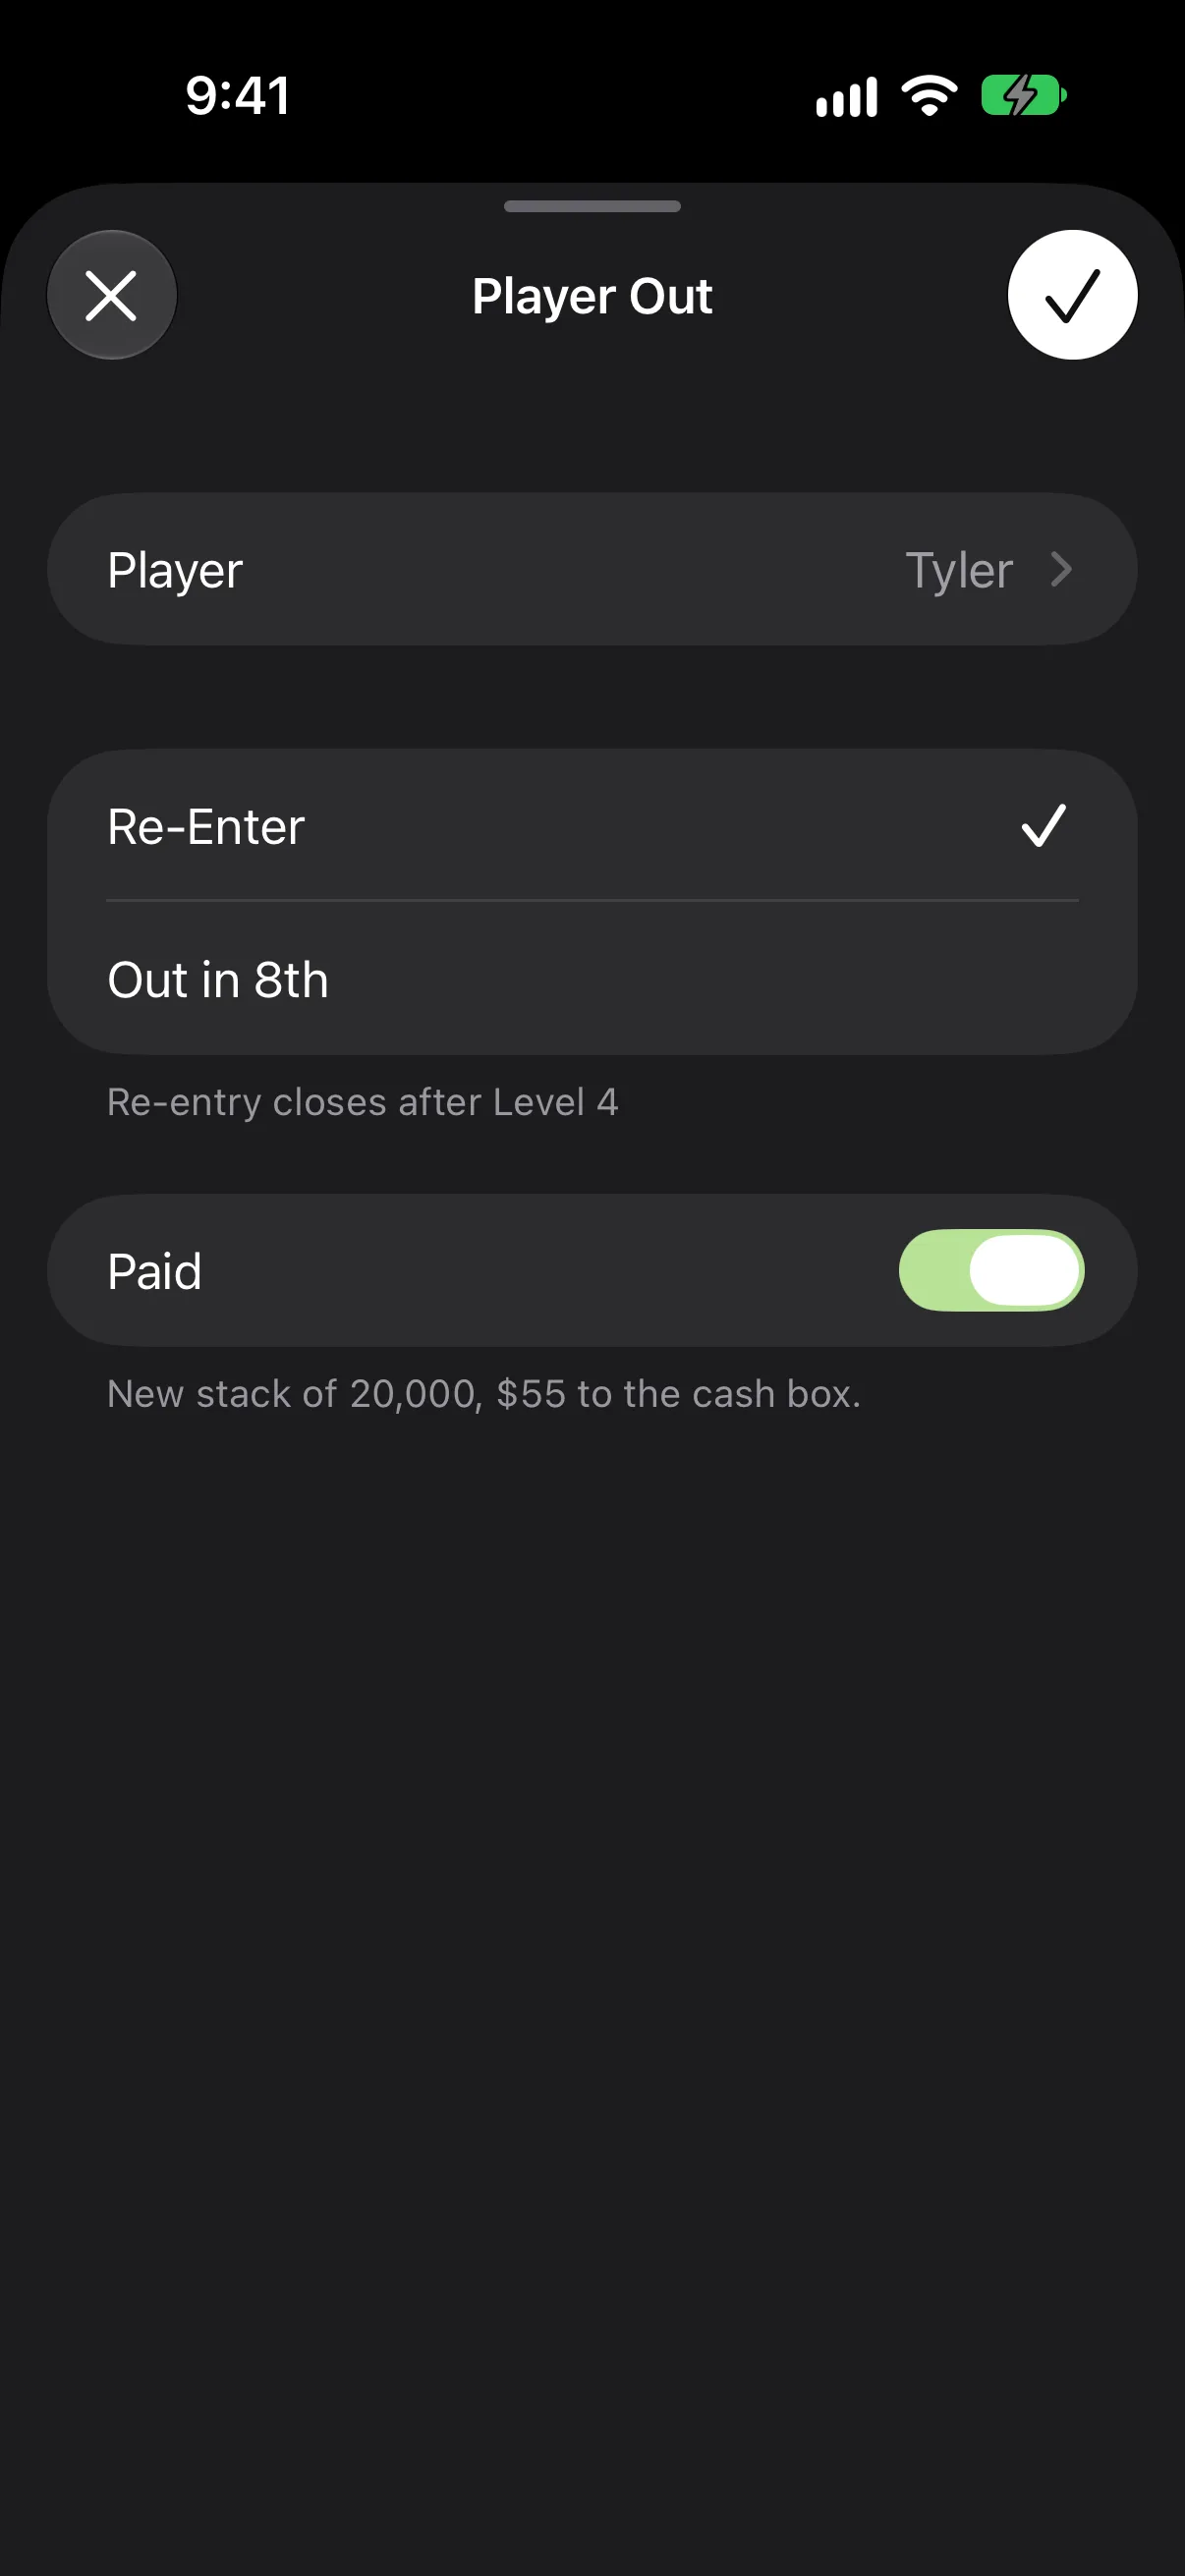 9:41
Player Out
Player Tyler
Re-Enter
Out in 8th
Re-entry closes after Level 4
Paid
New stack of 20,000, $55 to the cash box.